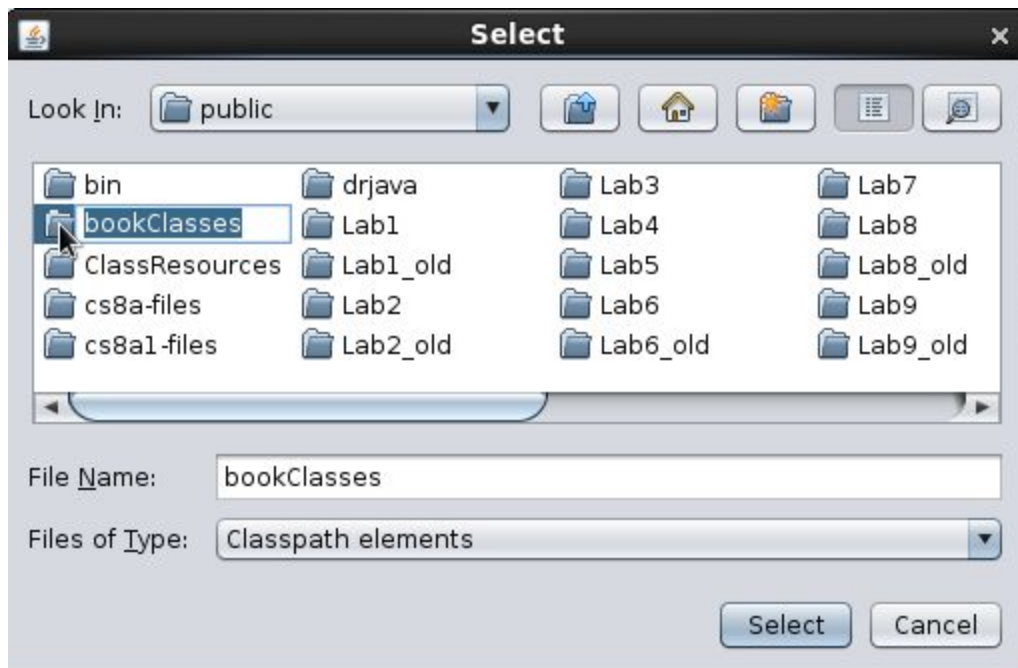 Select
Look In: public
bin
bookClasses
ClassResources
cs8a-files
cs8a1-files
drjava
Lab1
Lab1_old
Lab2
Lab2_old
Lab3
Lab4
Lab5
Lab6
Lab6_old
Lab7
Lab8
Lab8_old
Lab9
Lab9_old
File Name: bookClasses
Files of Type: Classpath elements
Select Cancel